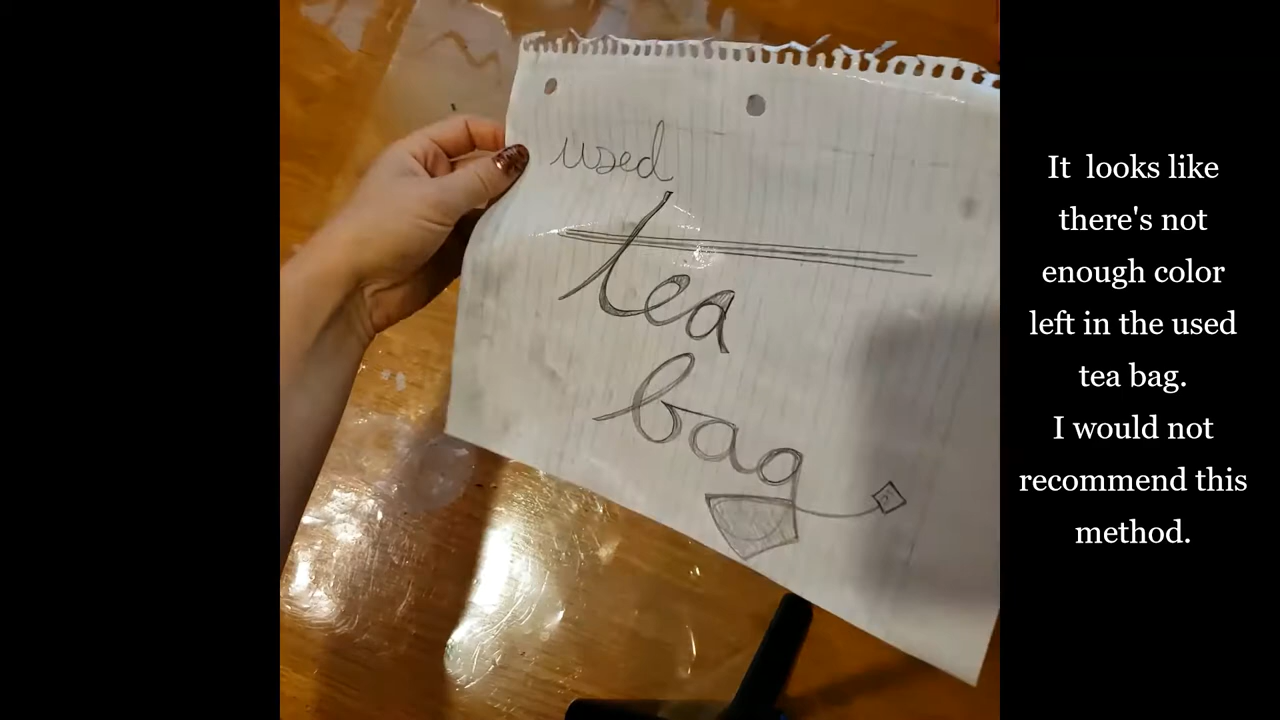 used
tea
bag
It looks like
there's not
enough color
left in the used
tea bag.
I would not
recommend this
method.